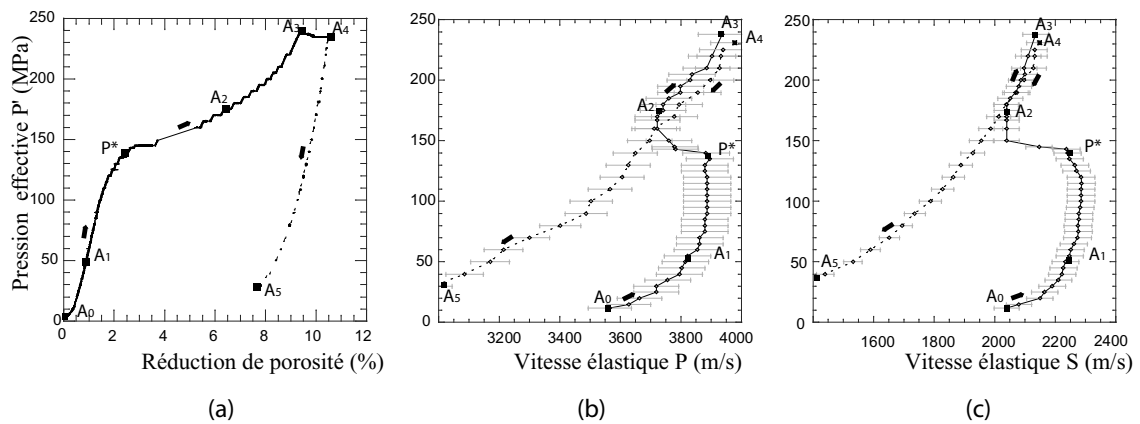 250
200
150
100
50
0
Pression effective P' (MPa)
A3
A4
A2
P*
A1
A0
A5
0 2 4 6 8 10 12
Réduction de porosité (%)
(a)
250
200
150
100
50
0
A3
A4
A2
P*
A1
A0
A5
3200 3400 3600 3800 4000
Vitesse élastique P (m/s)
(b)
250
200
150
100
50
0
A3
A4
A2
P*
A1
A0
A5
1600 1800 2000 2200 2400
Vitesse élastique S (m/s)
(c)